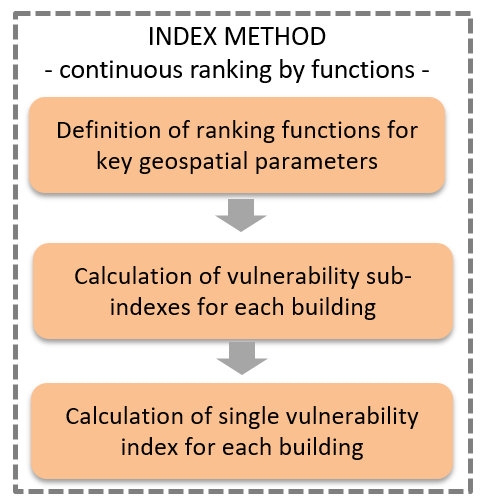 INDEX METHOD
- continuous ranking by functions -
Definition of ranking functions for
key geospatial parameters
Calculation of vulnerability sub-
indexes for each building
Calculation of single vulnerability
index for each building